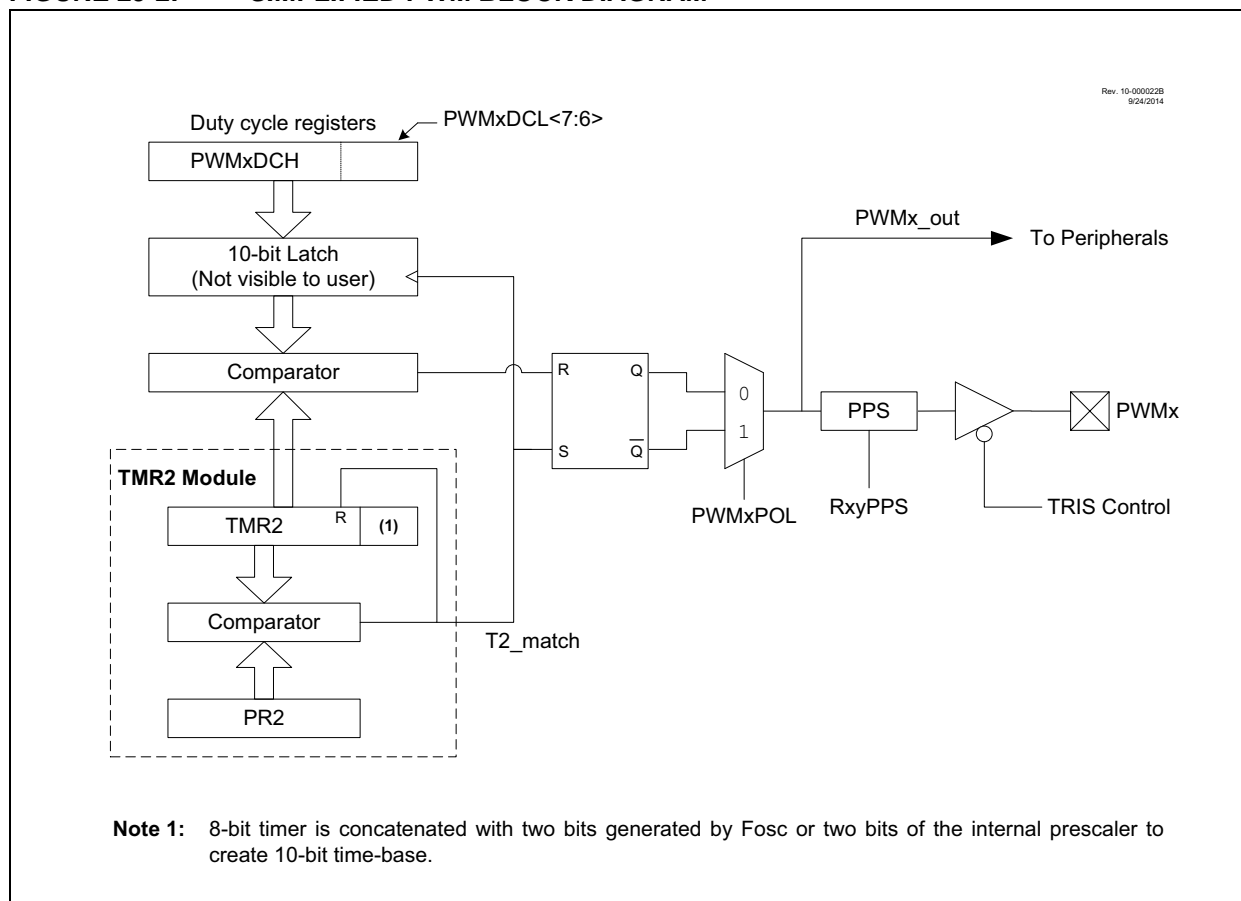 Rev. 10-000022B
9/24/2014
Duty cycle registers
PWMxDCL<7:6>
PWMxDCH
10-bit Latch
(Not visible to user)
Comparator
TMR2 Module
TMR2
R
(1)
Comparator
PR2
T2_match
R
Q
S
Q
0
1
PWMxPOL
PWMx_out
To Peripherals
PPS
RxyPPS
PWMx
TRIS Control
Note 1: 8-bit timer is concatenated with two bits generated by Fosc or two bits of the internal prescaler to
create 10-bit time-base.